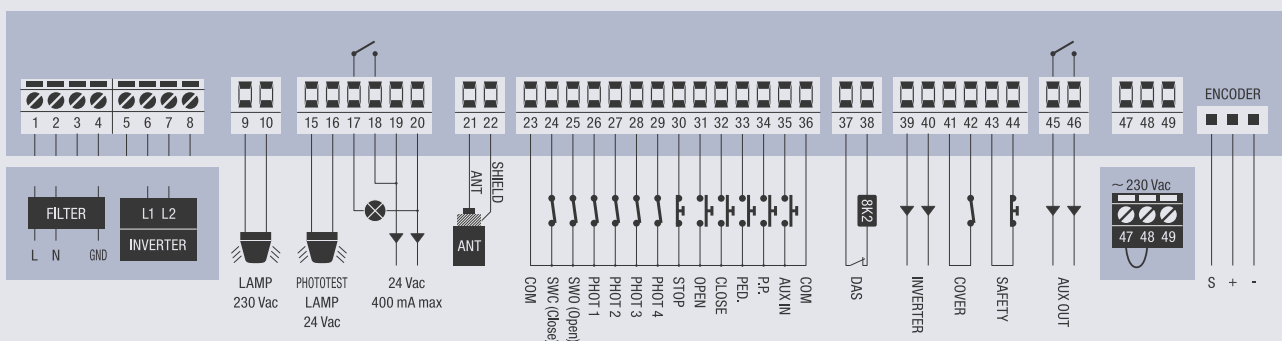 ENCODER
1 2 3 4 5 6 7 8
9 10
15 16 17 18 19 20
21 22
23 24 25 26 27 28 29 30 31 32 33 34 35 36
37 38
39 40 41 42 43 44
45 46
47 48 49
ANT
SHIELD
~ 230 Vac
FILTER
L1 L2
INVERTER
8K2
47 48 49
ANT
L N GND
LAMP
230 Vac
PHOTOTEST
LAMP
24 Vac
24 Vac
400 mA max
COM
SWC (Close)
SWO (Open)
PHOT 1
PHOT 2
PHOT 3
PHOT 4
STOP
OPEN
CLOSE
PED.
P.P.
AUX IN
COM
DAS
INVERTER
COVER
SAFETY
AUX OUT
S + -